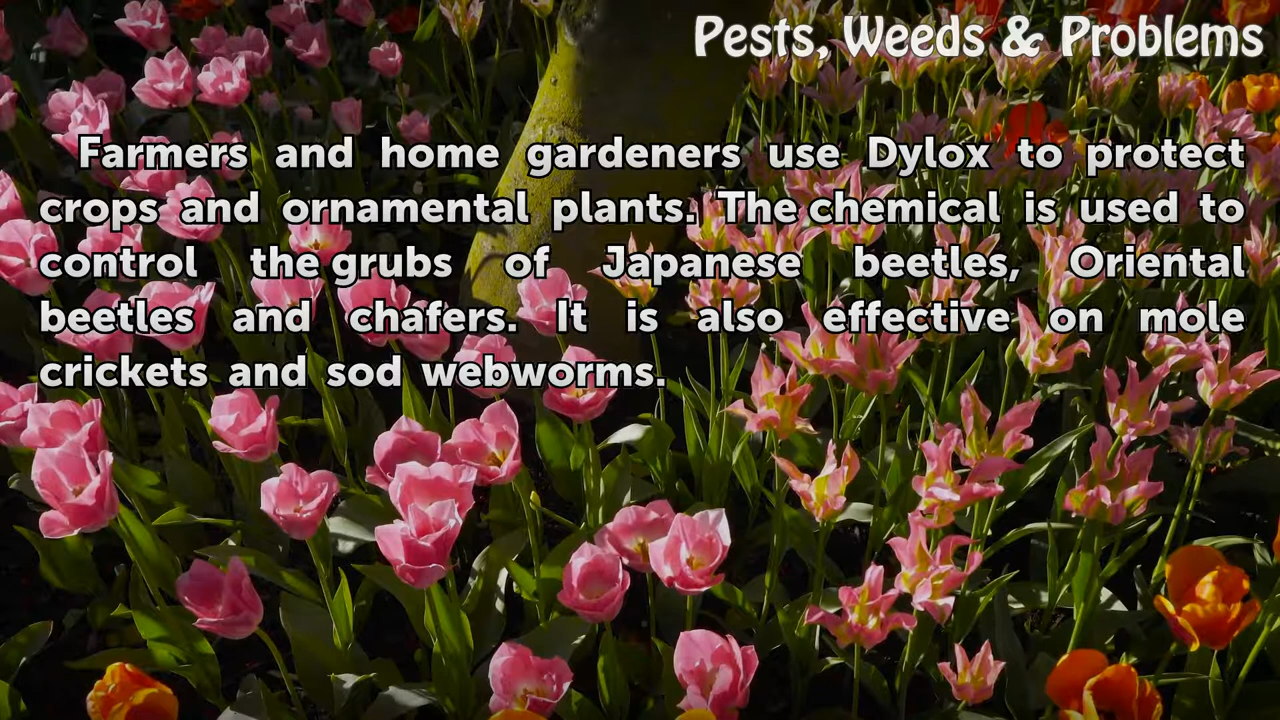 Pests, Weeds & Problems
Farmers and home gardeners use Dylox to protect
crops and ornamental plants. The chemical is used to
control the grubs of Japanese beetles, Oriental
beetles and chafers. It is also effective on mole
crickets and sod webworms.